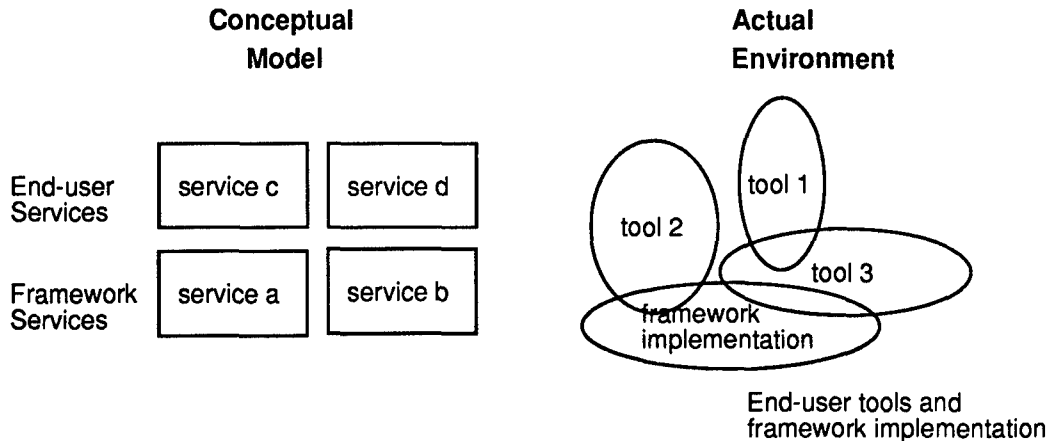 Conceptual
Model
Actual
Environment
End-user
Services
service c
service d
Framework
Services
service a
service b
tool 1
tool 2
tool 3
framework
implementation
End-user tools and
framework implementation